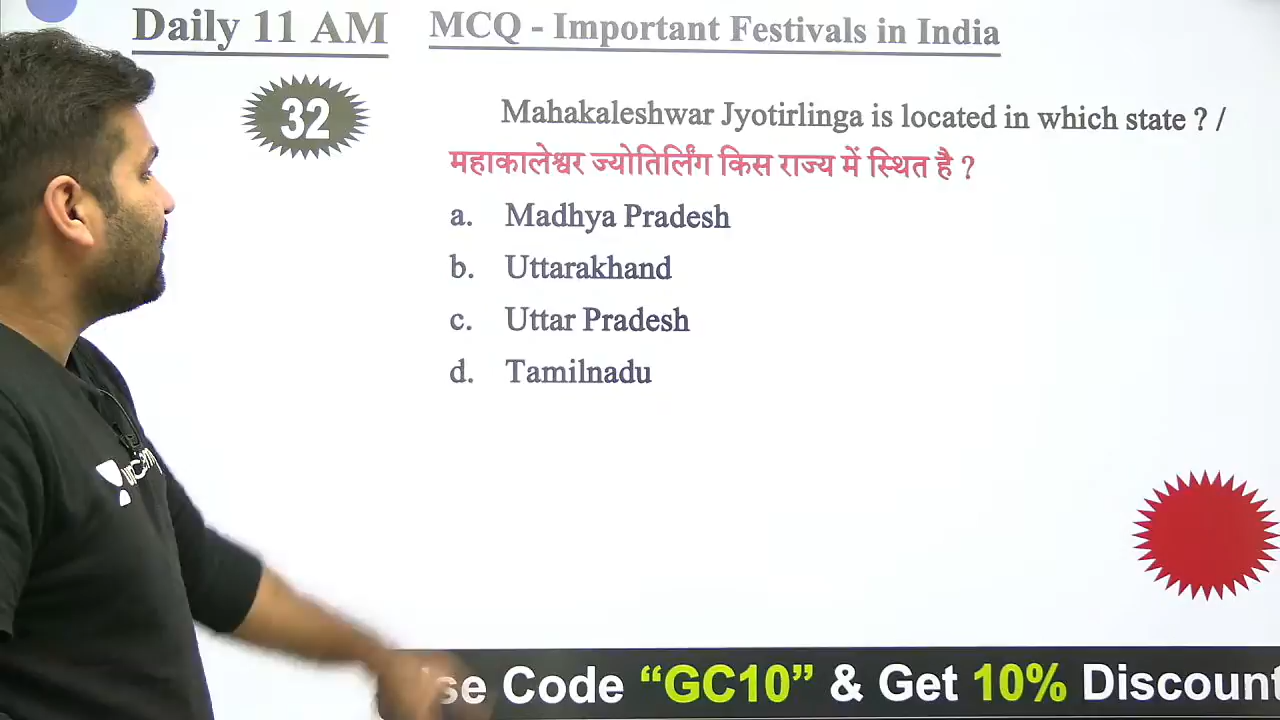 Daily 11 AM MCQ - Important Festivals in India
32
Mahakaleshwar Jyotirlinga is located in which state ? /
महाकालेश्वर ज्योतिर्लिंग किस राज्य में स्थित है ?
a. Madhya Pradesh
b. Uttarakhand
c. Uttar Pradesh
d. Tamilnadu
Code “GC10” & Get 10% Discount